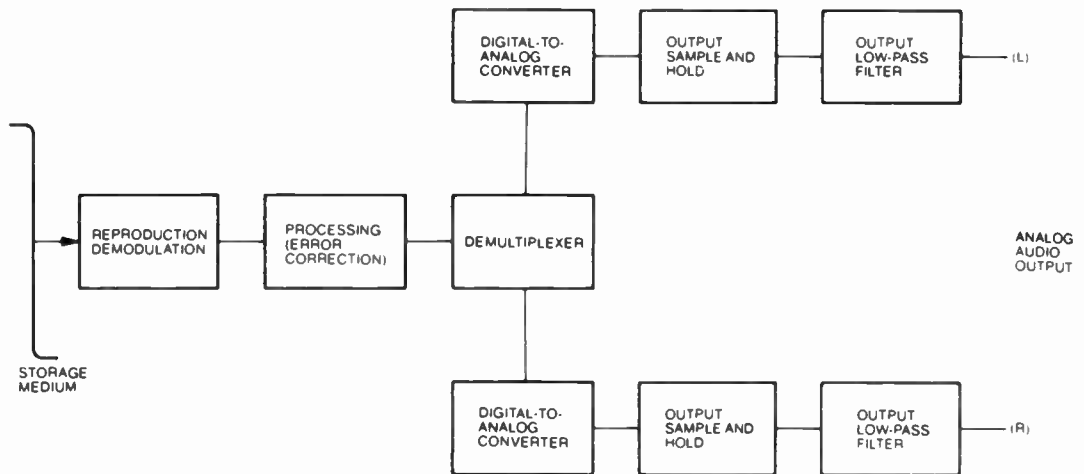 DIGITAL-TO-
ANALOG
CONVERTER
OUTPUT
SAMPLE AND
HOLD
OUTPUT
LOW-PASS
FILTER
(L)
REPRODUCTION
DEMODULATION
PROCESSING
(ERROR
CORRECTION)
DEMULTIPLEXER
ANALOG
AUDIO
OUTPUT
STORAGE
MEDIUM
DIGITAL-TO-
ANALOG
CONVERTER
OUTPUT
SAMPLE AND
HOLD
OUTPUT
LOW-PASS
FILTER
(R)